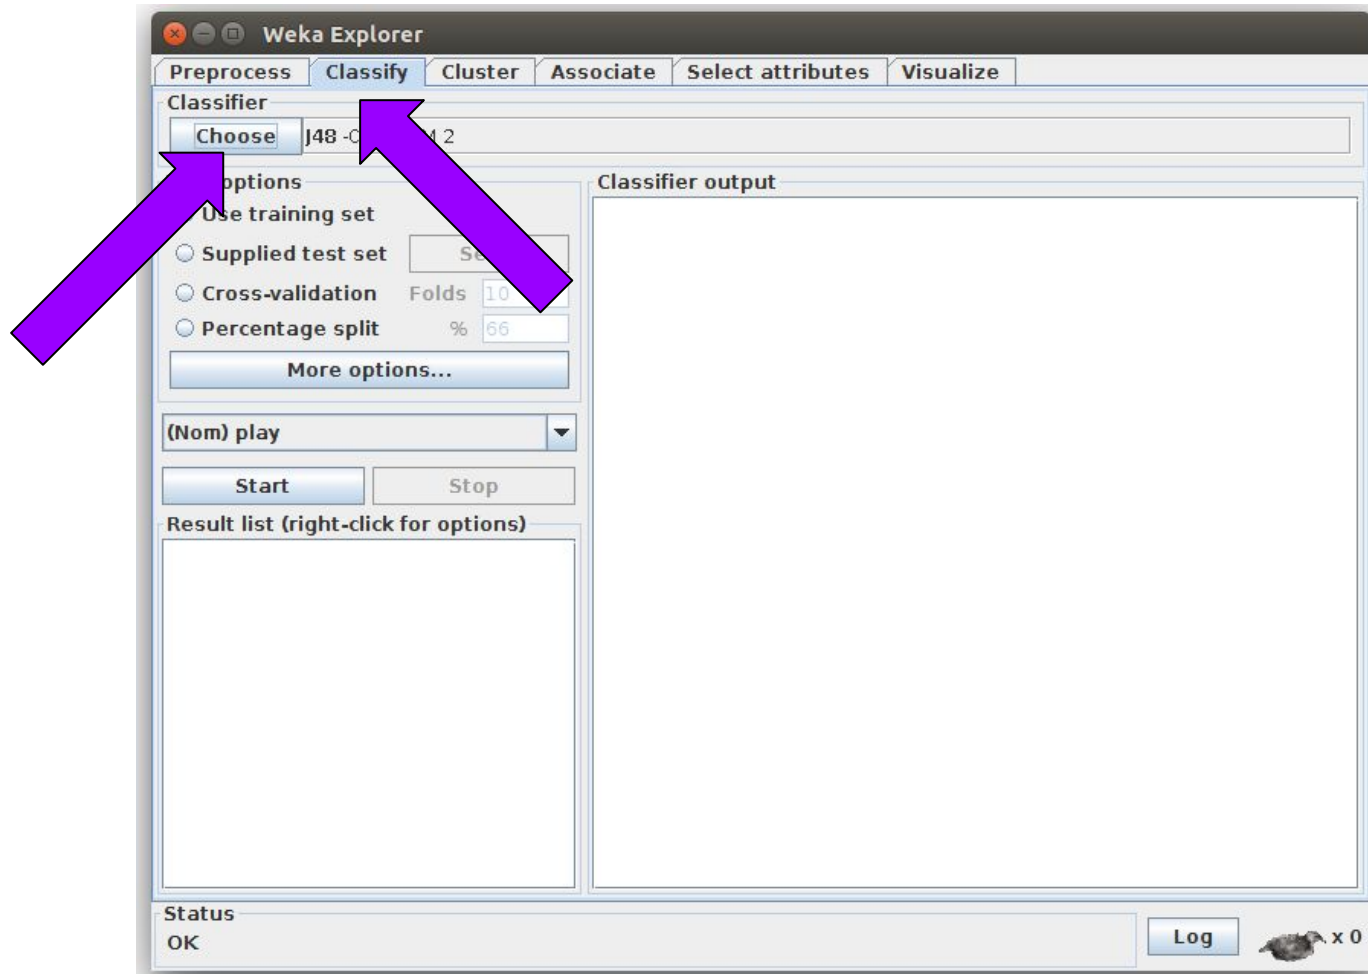 Weka Explorer
Preprocess Classify Cluster Associate Select attributes Visualize
Classifier
Choose J48 2
options
Use training set
Supplied test set
Cross-validation Folds 10
Percentage split % 66
More options...
(Nom) play
Start Stop
Result list (right-click for options)
Classifier output
Status
OK
Log x 0